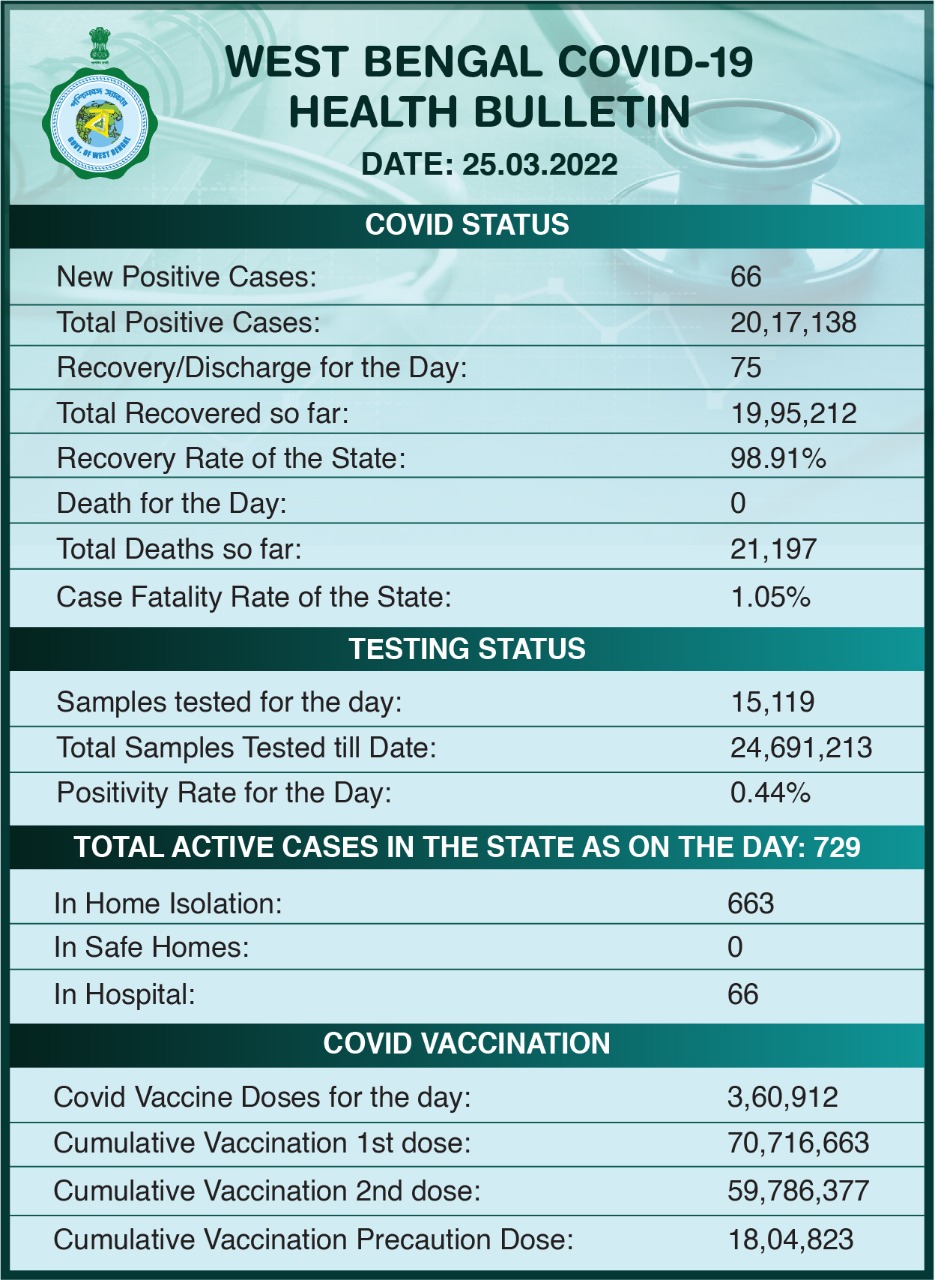 পশ্চিমবঙ্গ সরকার
ব
GOVT. OF WEST BENGAL
WEST BENGAL COVID-19
HEALTH BULLETIN
DATE: 25.03.2022
COVID STATUS
New Positive Cases: 66
Total Positive Cases: 20,17,138
Recovery/Discharge for the Day: 75
Total Recovered so far: 19,95,212
Recovery Rate of the State: 98.91%
Death for the Day: 0
Total Deaths so far: 21,197
Case Fatality Rate of the State: 1.05%
TESTING STATUS
Samples tested for the day: 15,119
Total Samples Tested till Date: 24,691,213
Positivity Rate for the Day: 0.44%
TOTAL ACTIVE CASES IN THE STATE AS ON THE DAY: 729
In Home Isolation: 663
In Safe Homes: 0
In Hospital: 66
COVID VACCINATION
Covid Vaccine Doses for the day: 3,60,912
Cumulative Vaccination 1st dose: 70,716,663
Cumulative Vaccination 2nd dose: 59,786,377
Cumulative Vaccination Precaution Dose: 18,04,823